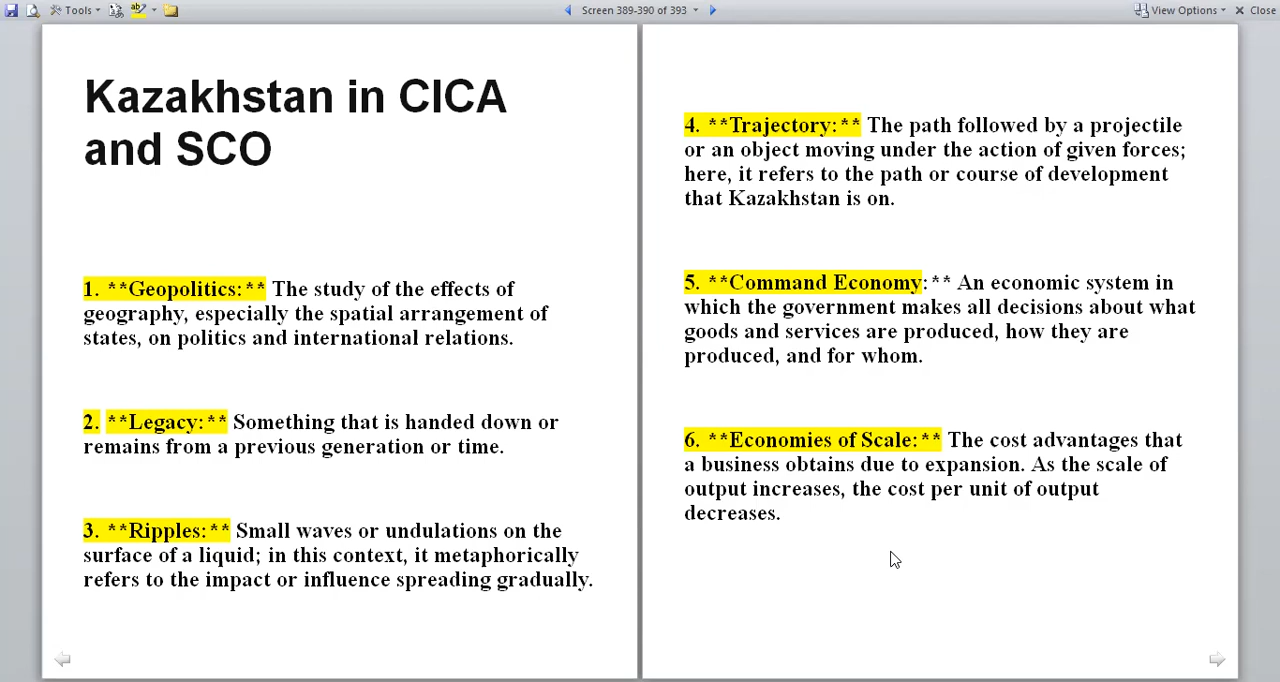 Tools
Screen 389-390 of 393
View Options
Close
Kazakhstan in CICA
and SCO
1. **Geopolitics:** The study of the effects of
geography, especially the spatial arrangement of
states, on politics and international relations.
2. **Legacy:** Something that is handed down or
remains from a previous generation or time.
3. **Ripples:** Small waves or undulations on the
surface of a liquid; in this context, it metaphorically
refers to the impact or influence spreading gradually.
4. **Trajectory:** The path followed by a projectile
or an object moving under the action of given forces;
here, it refers to the path or course of development
that Kazakhstan is on.
5. **Command Economy:** An economic system in
which the government makes all decisions about what
goods and services are produced, how they are
produced, and for whom.
6. **Economies of Scale:** The cost advantages that
a business obtains due to expansion. As the scale of
output increases, the cost per unit of output
decreases.